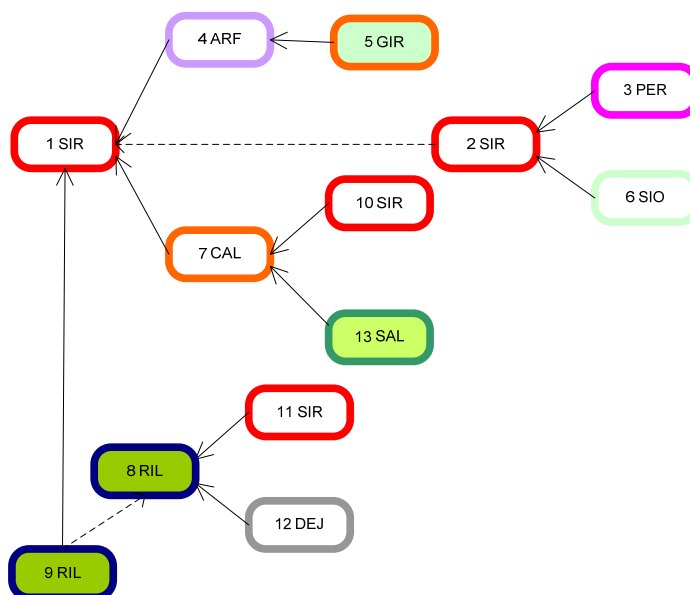 4 ARF
5 GIR
3 PER
1 SIR
2 SIR
10 SIR
6 SIO
7 CAL
13 SAL
11 SIR
8 RIL
12 DEJ
9 RIL